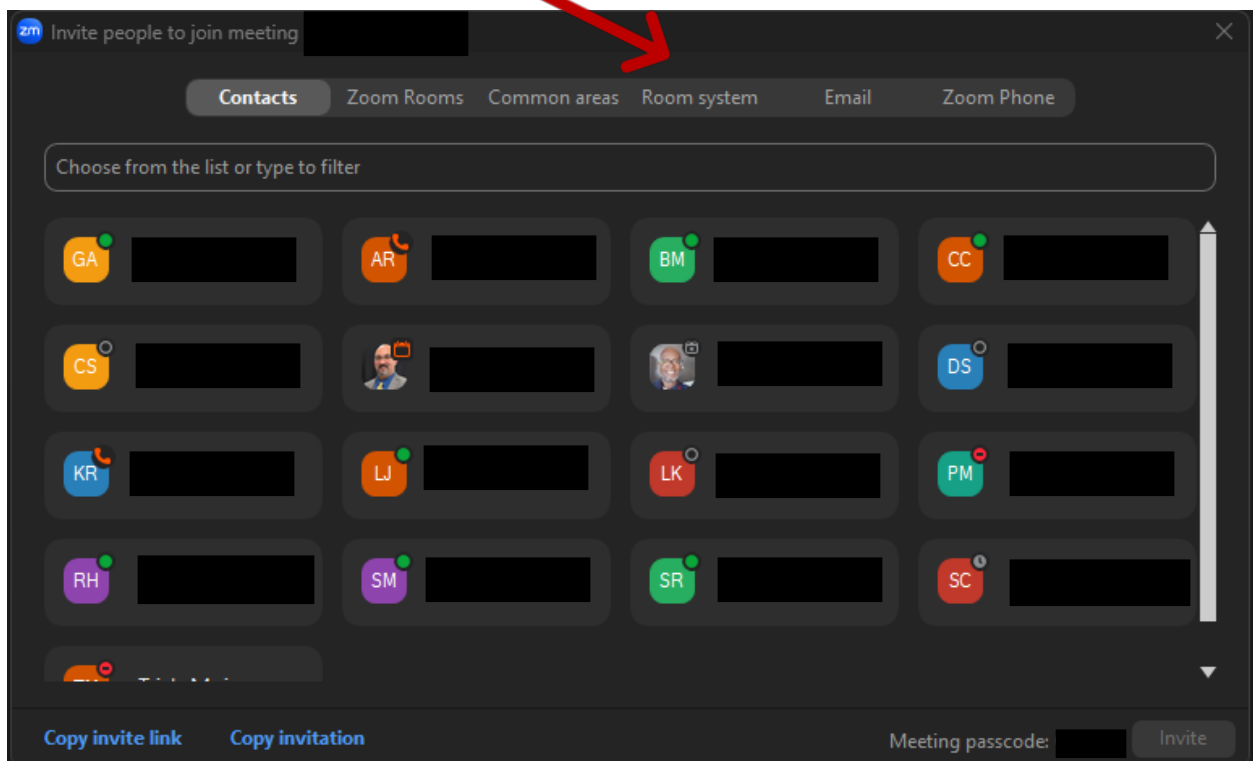 zm Invite people to join meeting
Contacts Zoom Rooms Common areas Room system Email Zoom Phone
Choose from the list or type to filter
GA AR BM CC
CS DS
KR LJ LK PM
RH SM SR SC
Copy invite link Copy invitation Meeting passcode: Invite